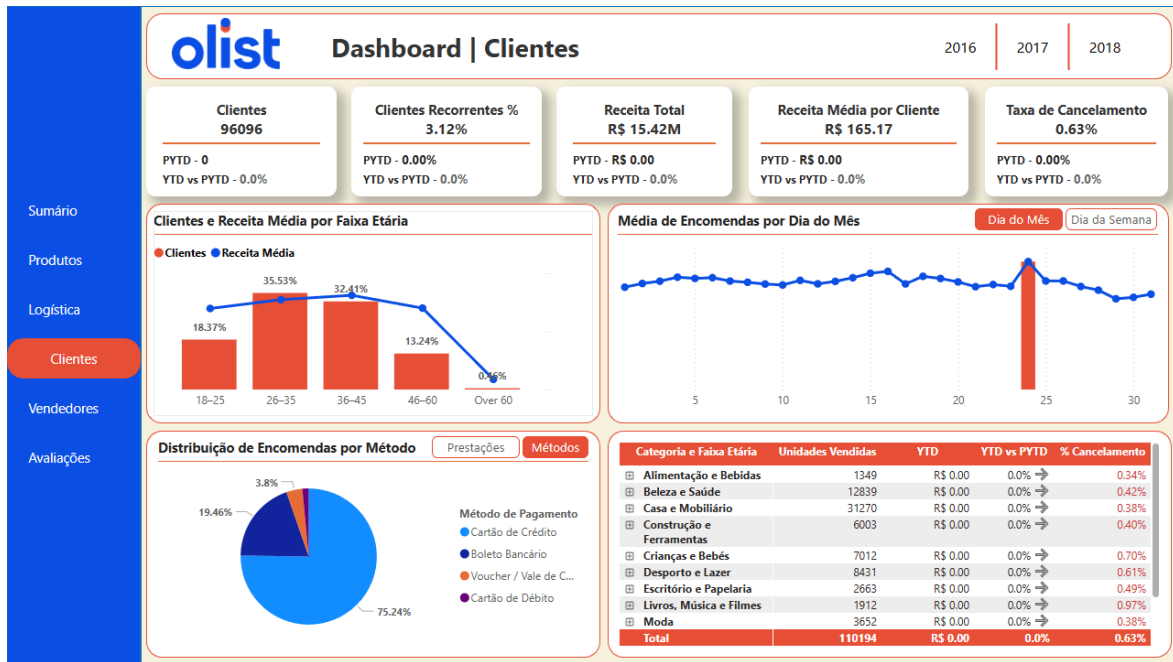 olist
Dashboard | Clientes
2016
2017
2018
Sumário
Produtos
Logística
Clientes
Vendedores
Avaliações
Clientes
96096
PYTD - 0
YTD vs PYTD - 0.0%
Clientes Recorrentes %
3.12%
PYTD - 0.00%
YTD vs PYTD - 0.0%
Receita Total
R$ 15.42M
PYTD - R$ 0.00
YTD vs PYTD - 0.0%
Receita Média por Cliente
R$ 165.17
PYTD - R$ 0.00
YTD vs PYTD - 0.0%
Taxa de Cancelamento
0.63%
PYTD - 0.00%
YTD vs PYTD - 0.0%
Clientes e Receita Média por Faixa Etária
Clientes Receita Média
18.37%
35.53%
32.41%
13.24%
0.46%
18–25 26–35 36–45 46–60 Over 60
Média de Encomendas por Dia do Mês
Dia do Mês
Dia da Semana
5 10 15 20 25 30
Distribuição de Encomendas por Método
Prestações
Métodos
3.8%
19.46%
75.24%
Método de Pagamento
Cartão de Crédito
Boleto Bancário
Voucher / Vale de C...
Cartão de Débito
Categoria e Faixa Etária Unidades Vendidas YTD YTD vs PYTD % Cancelamento
Alimentação e Bebidas 1349 R$ 0.00 0.0% 0.34%
Beleza e Saúde 12839 R$ 0.00 0.0% 0.42%
Casa e Mobiliário 31270 R$ 0.00 0.0% 0.38%
Construção e 6003 R$ 0.00 0.0% 0.40%
Ferramentas
Crianças e Bebés 7012 R$ 0.00 0.0% 0.70%
Desporto e Lazer 8431 R$ 0.00 0.0% 0.61%
Escritório e Papelaria 2663 R$ 0.00 0.0% 0.49%
Livros, Música e Filmes 1912 R$ 0.00 0.0% 0.97%
Moda 3652 R$ 0.00 0.0% 0.38%
Total 110194 R$ 0.00 0.0% 0.63%